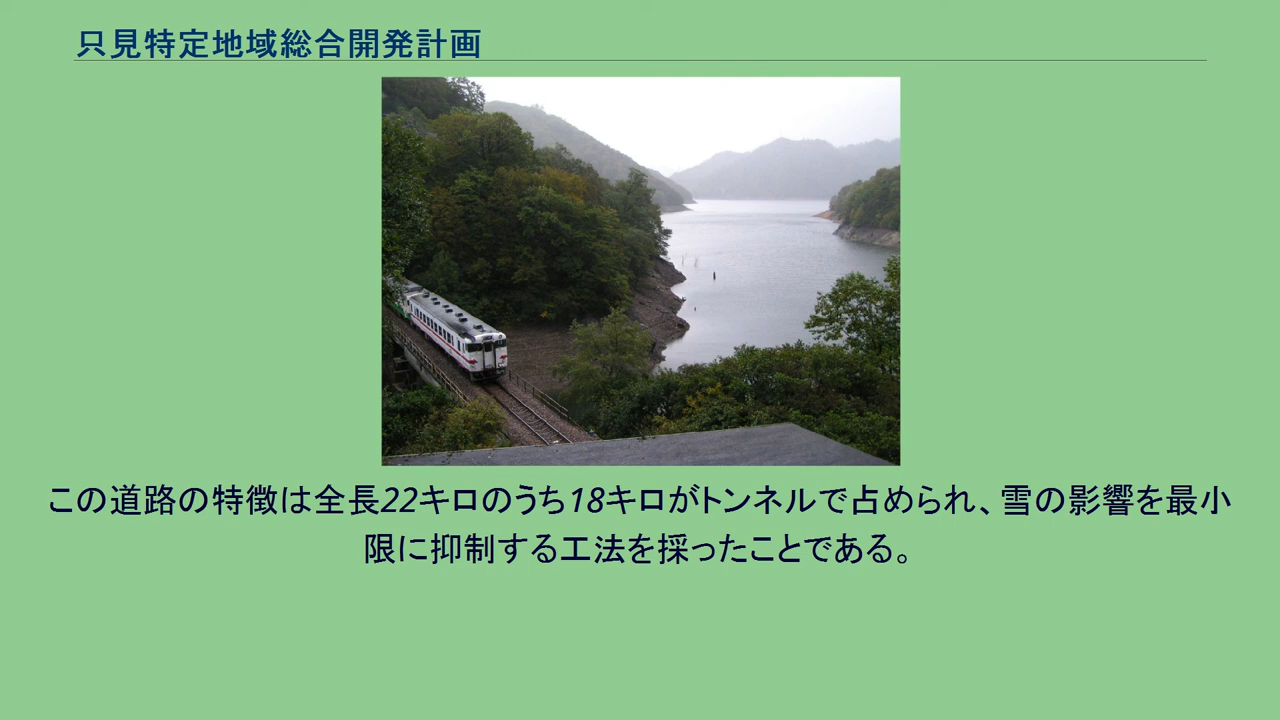 只見特定地域総合開発計画
この道路の特徴は全長22キロのうち18キロがトンネルで占められ、雪の影響を最小
限に抑制する工法を採ったことである。